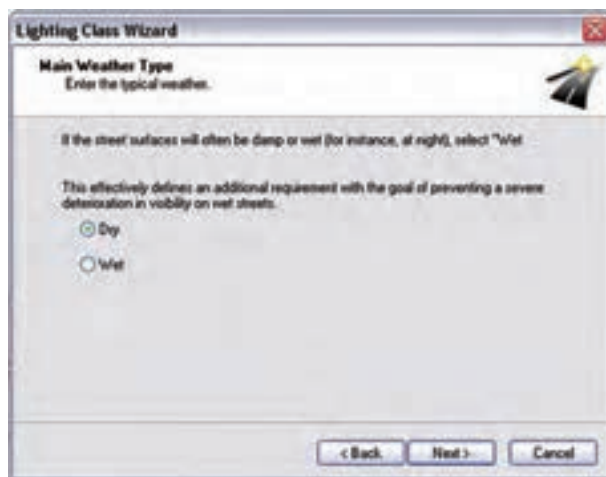 Lighting Class Wizard
Main Weather Type
Enter the typical weather.
If the street surfaces will often be damp or wet (for instance, at night), select "Wet
This effectively defines an additional requirement with the goal of preventing a severe
deterioration in visibility on wet streets.
Dry
Wet
< Back
Next >
Cancel